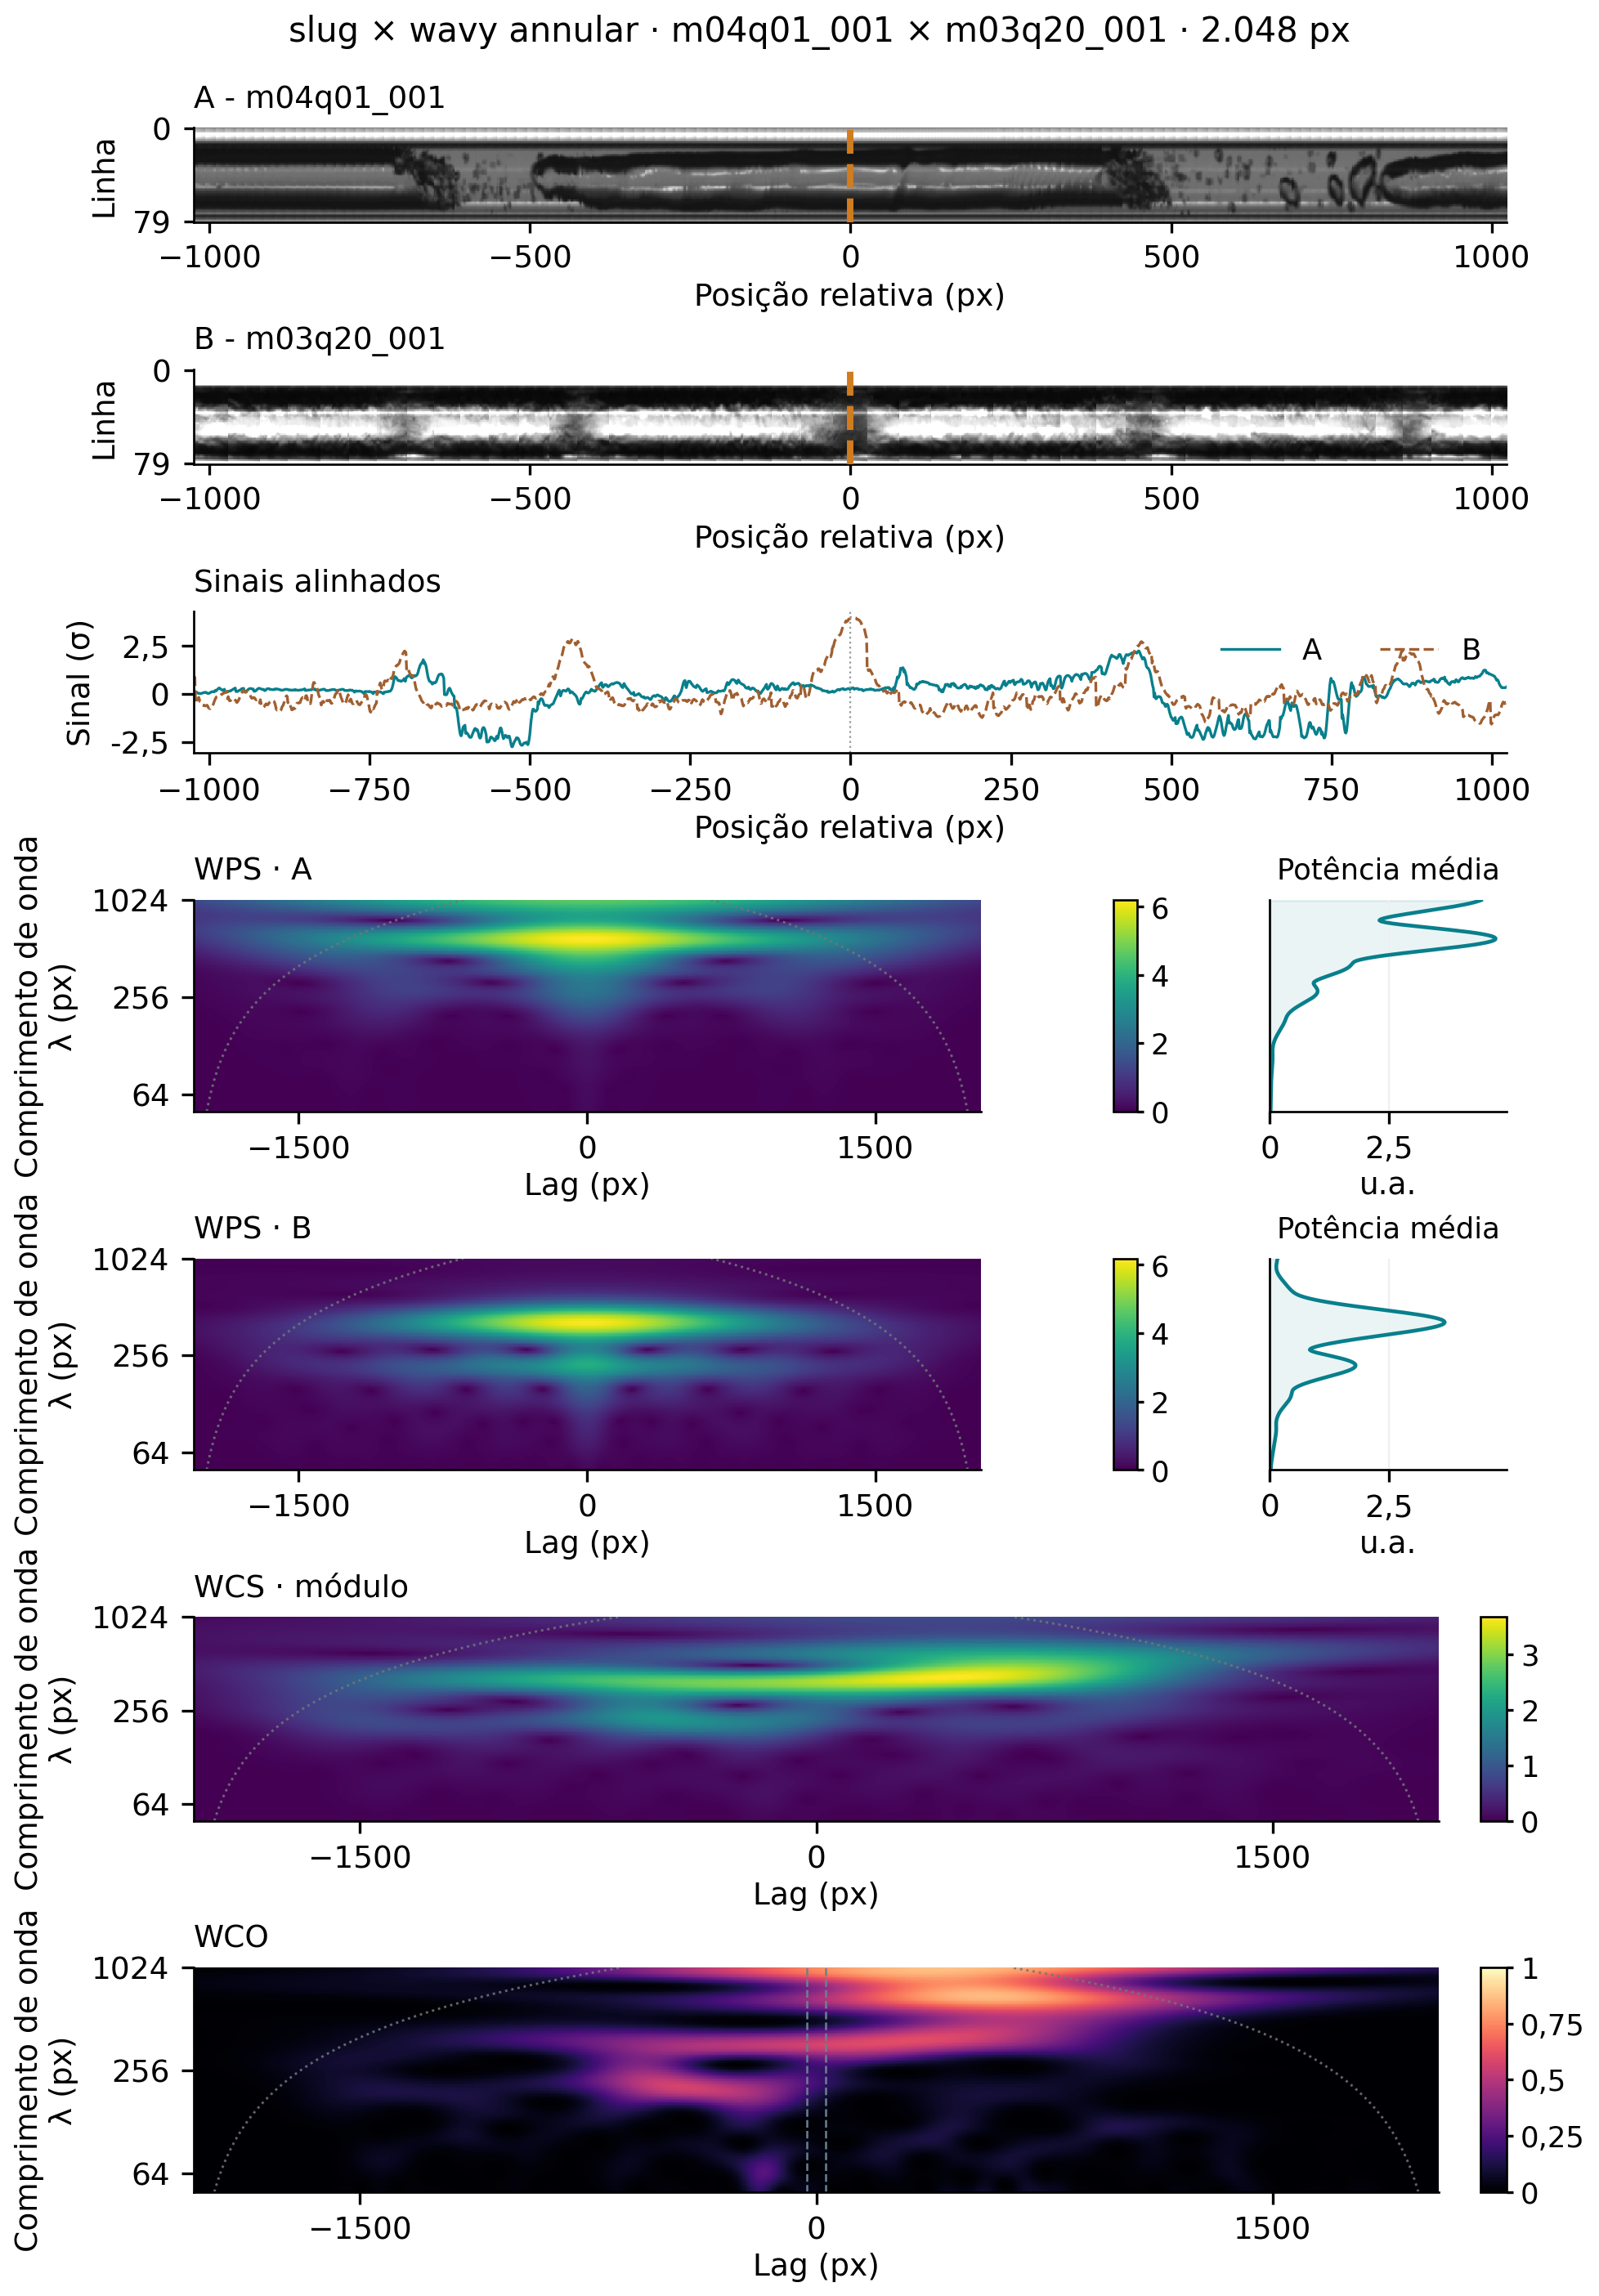 slug × wavy annular · m04q01_001 × m03q20_001 · 2.048 px
A - m04q01_001
Linha
0
79
−1000 −500 0 500 1000
Posição relativa (px)
B - m03q20_001
Linha
0
79
−1000 −500 0 500 1000
Posição relativa (px)
Sinais alinhados
Sinal (σ)
2,5
0
-2,5
A B
−1000 −750 −500 −250 0 250 500 750 1000
Posição relativa (px)
WPS · A
Comprimento de onda
λ (px)
1024
256
64
−1500 0 1500
Lag (px)
6
4
2
0
Potência média
0 2,5
u.a.
WPS · B
Comprimento de onda
λ (px)
1024
256
64
−1500 0 1500
Lag (px)
6
4
2
0
Potência média
0 2,5
u.a.
WCS · módulo
Comprimento de onda
λ (px)
1024
256
64
−1500 0 1500
Lag (px)
3
2
1
0
WCO
Comprimento de onda
λ (px)
1024
256
64
−1500 0 1500
Lag (px)
1
0,75
0,5
0,25
0